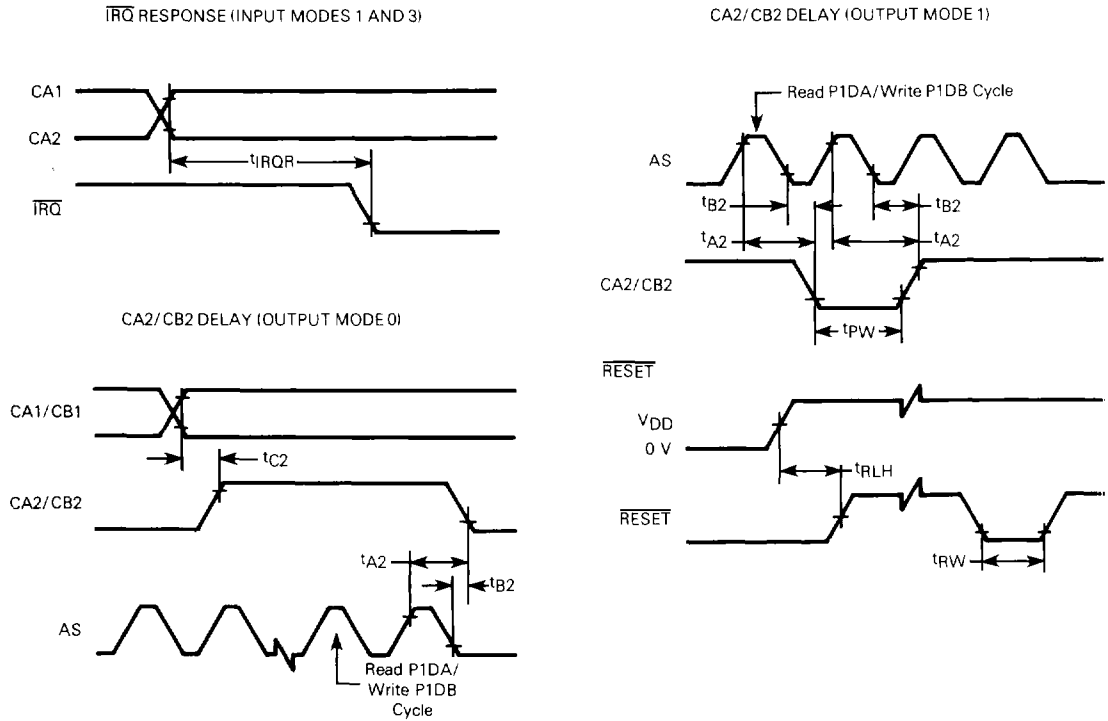 IRQ RESPONSE (INPUT MODES 1 AND 3)
CA1
CA2
tIRQR
IRQ
CA2/CB2 DELAY (OUTPUT MODE 0)
CA1/CB1
tC2
CA2/CB2
tA2
tB2
AS
Read P1DA/
Write P1DB
Cycle
CA2/CB2 DELAY (OUTPUT MODE 1)
Read P1DA/Write P1DB Cycle
AS
tB2
tB2
tA2
tA2
CA2/CB2
tPW
RESET
VDD
0 V
tRLH
RESET
tRW